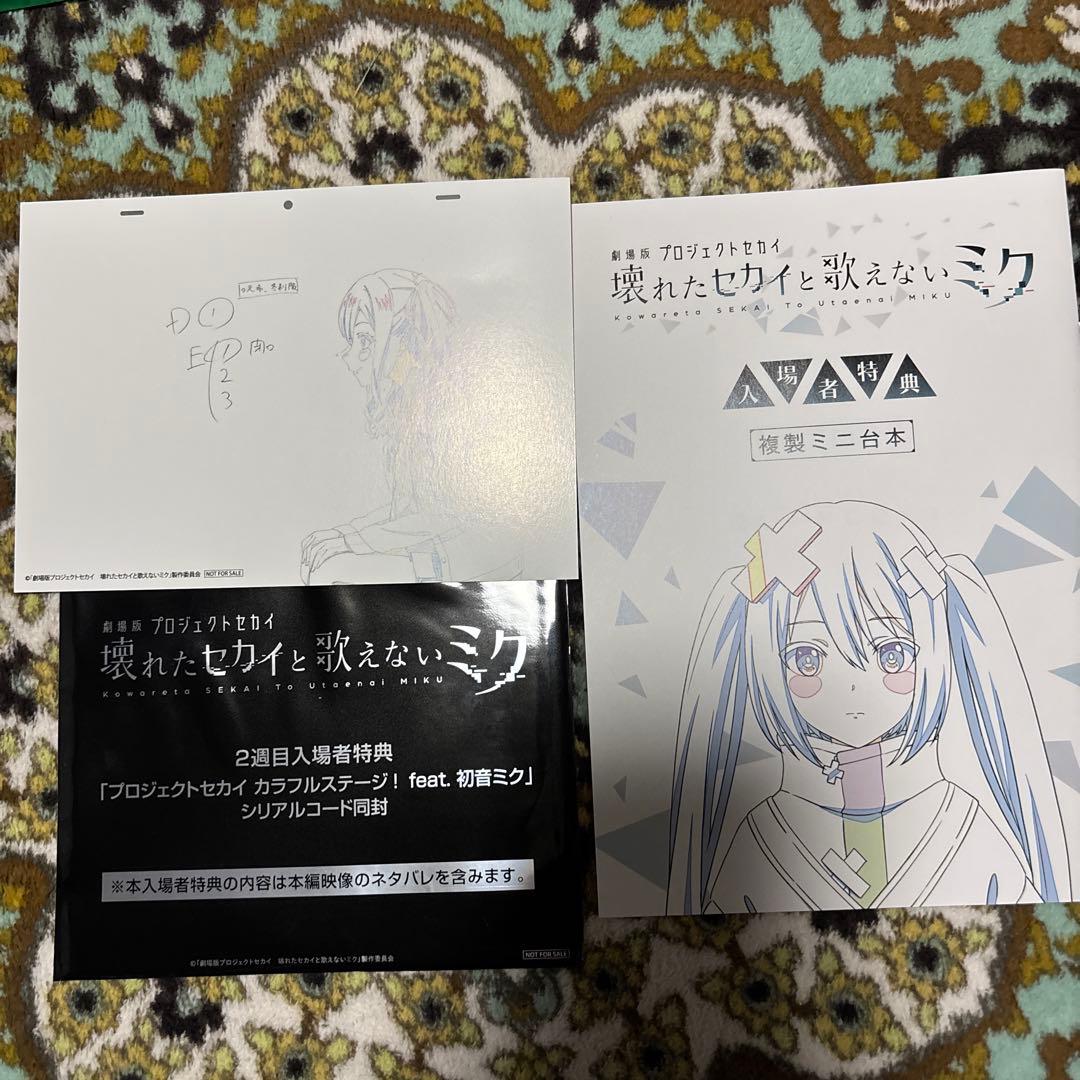 D ①
E ① 閉口
2
3
©「劇場版プロジェクトセカイ 壊れたセカイと歌えないミク」製作委員会 NOT FOR SALE
劇場版 プロジェクトセカイ
壊れたセカイと歌えないミク
Kowareta SEKAI To Utaenai MIKU
2週目入場者特典
「プロジェクトセカイ カラフルステージ! feat. 初音ミク」
シリアルコード同封
※本入場者特典の内容は本編映像のネタバレを含みます。
NOT FOR SALE
©「劇場版プロジェクトセカイ 壊れたセカイと歌えないミク」製作委員会
劇場版 プロジェクトセカイ
壊れたセカイと歌えないミク
Kowareta SEKAI To Utaenai MIKU
入場者特典
複製ミニ台本